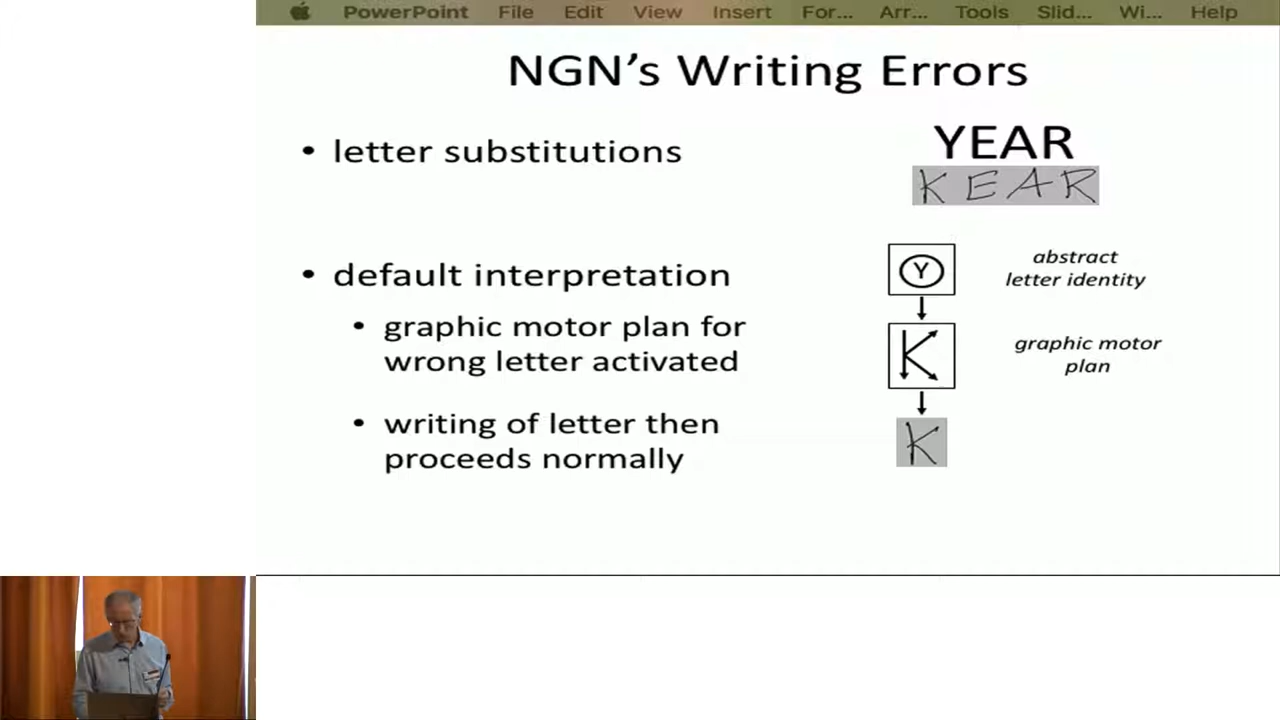 PowerPoint File Edit View Insert For... Arr... Tools Slid... Wi... Help
NGN's Writing Errors
• letter substitutions
YEAR
KEAR
• default interpretation
• graphic motor plan for
wrong letter activated
• writing of letter then
proceeds normally
Y
abstract
letter identity
K
graphic motor
plan
K